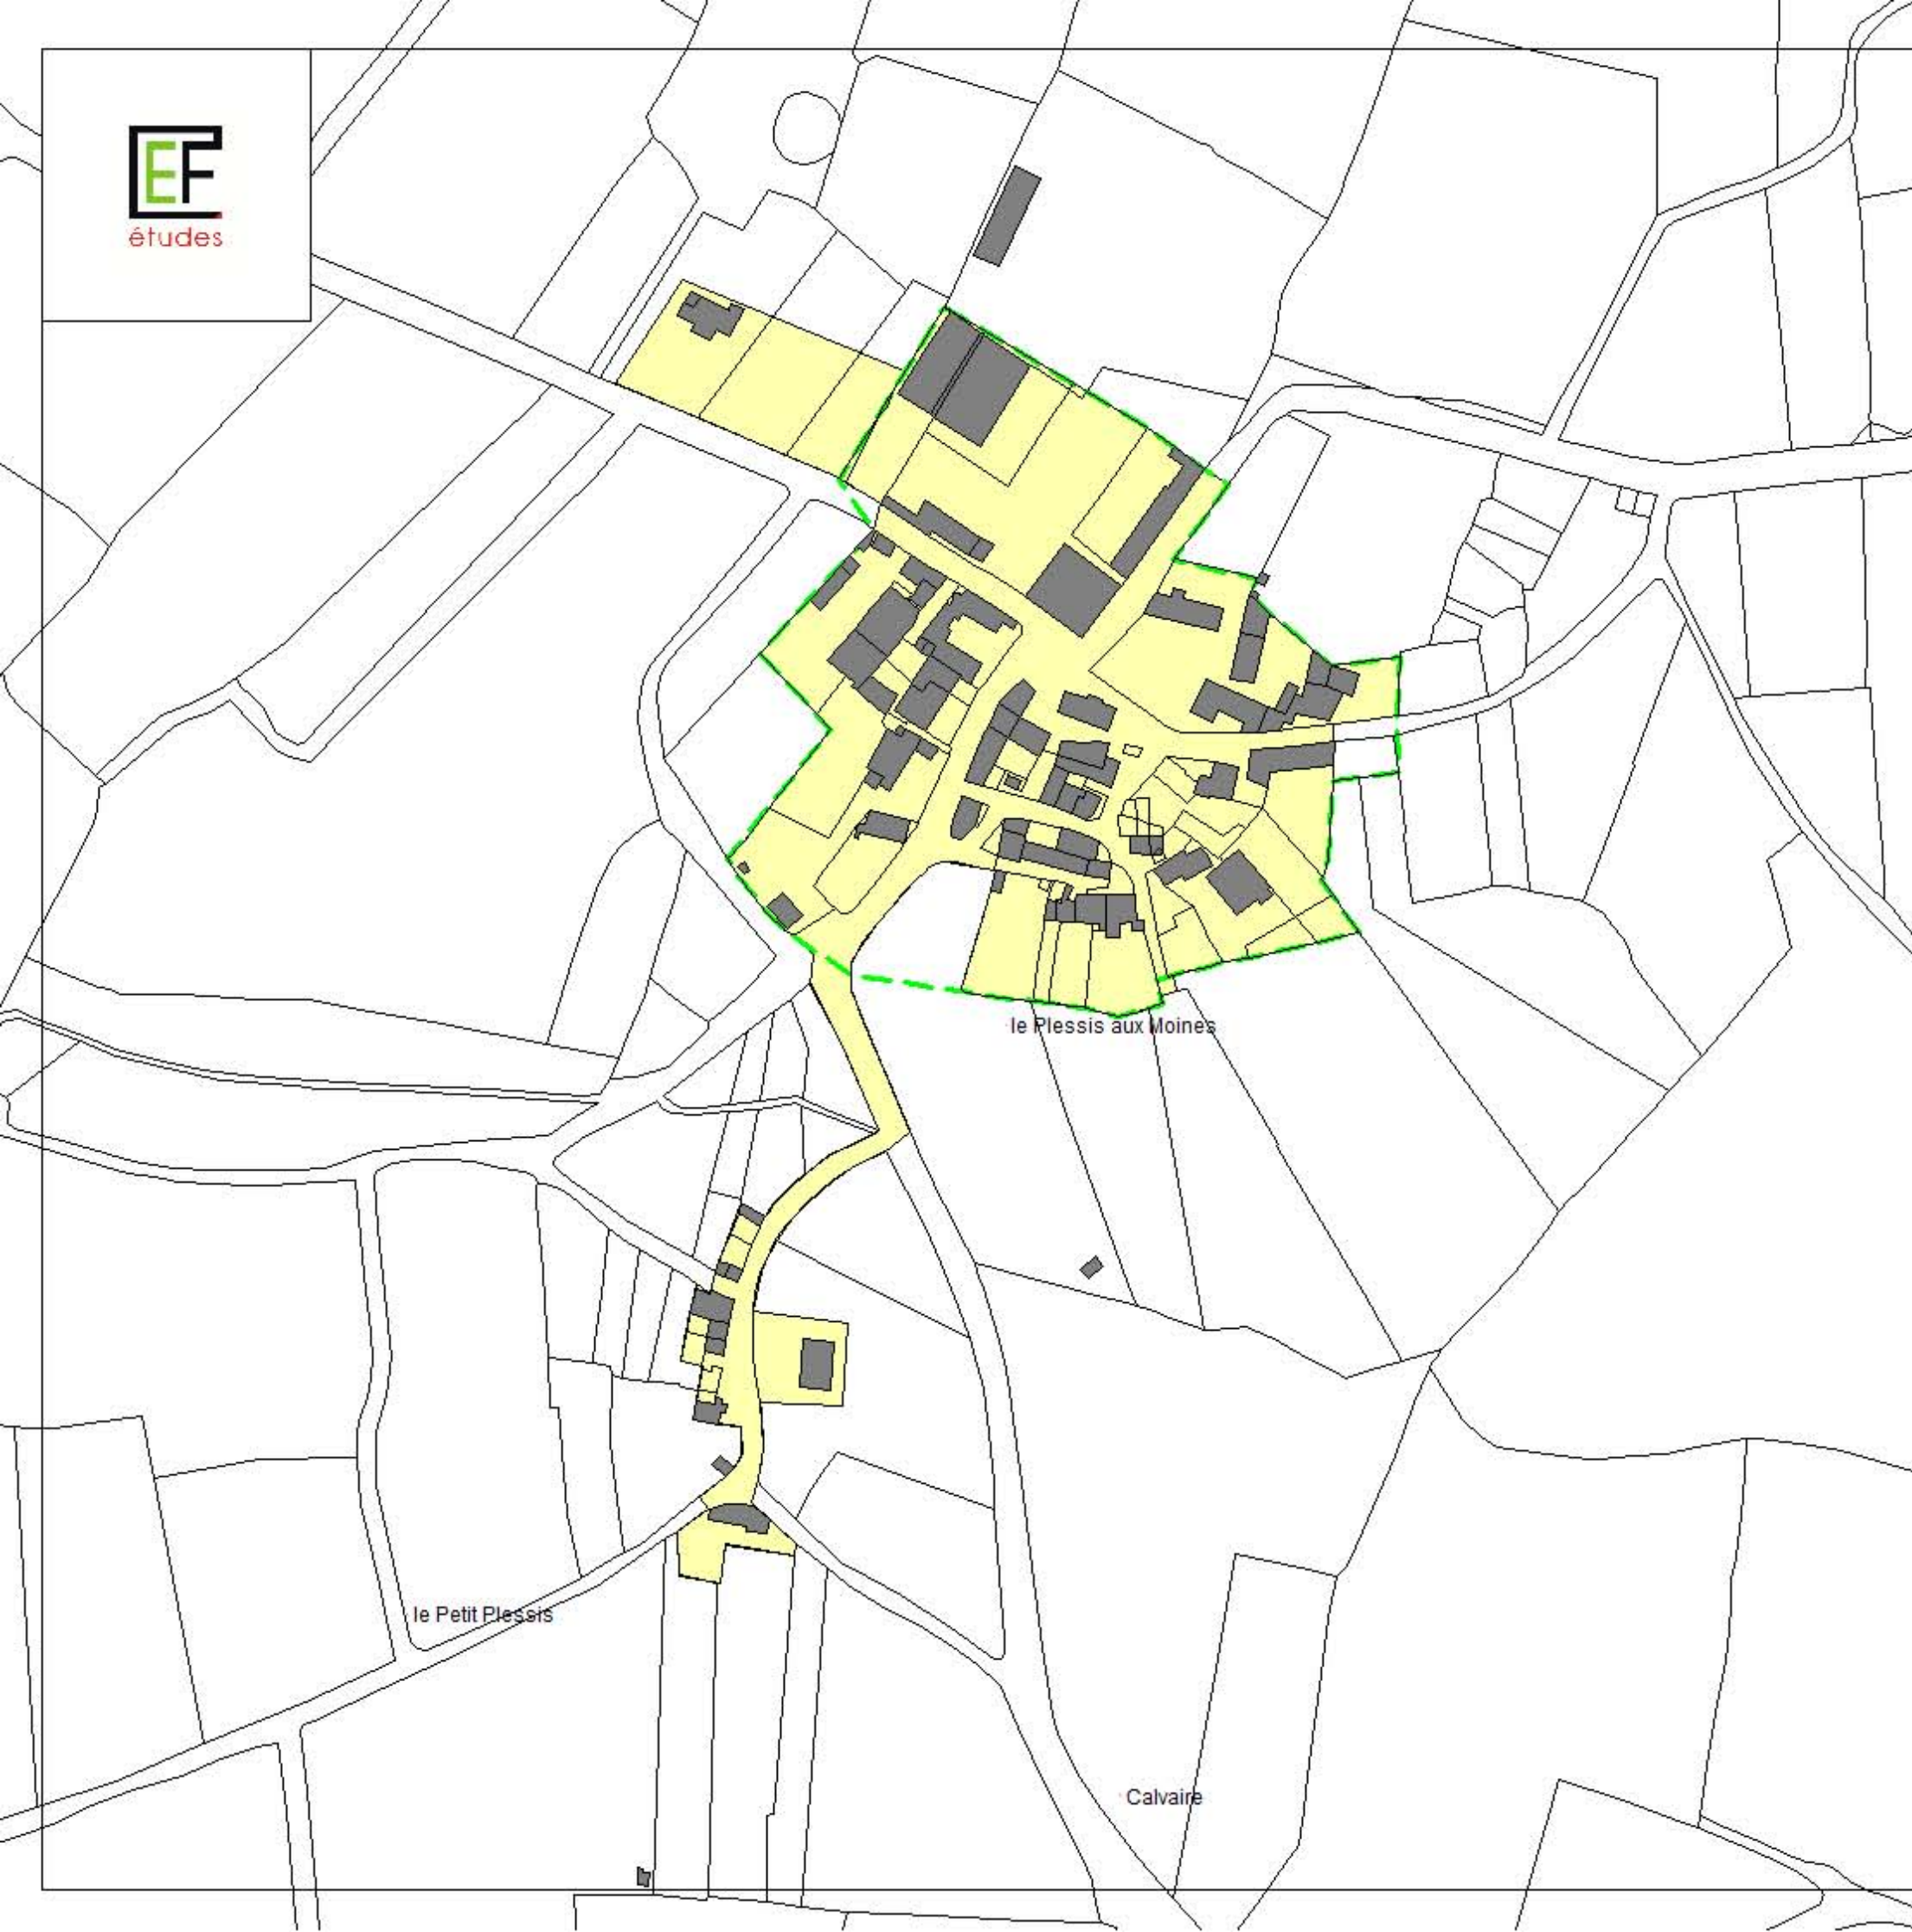 EF
études
le Plessis aux Moines
le Petit Plessis
Calvaire